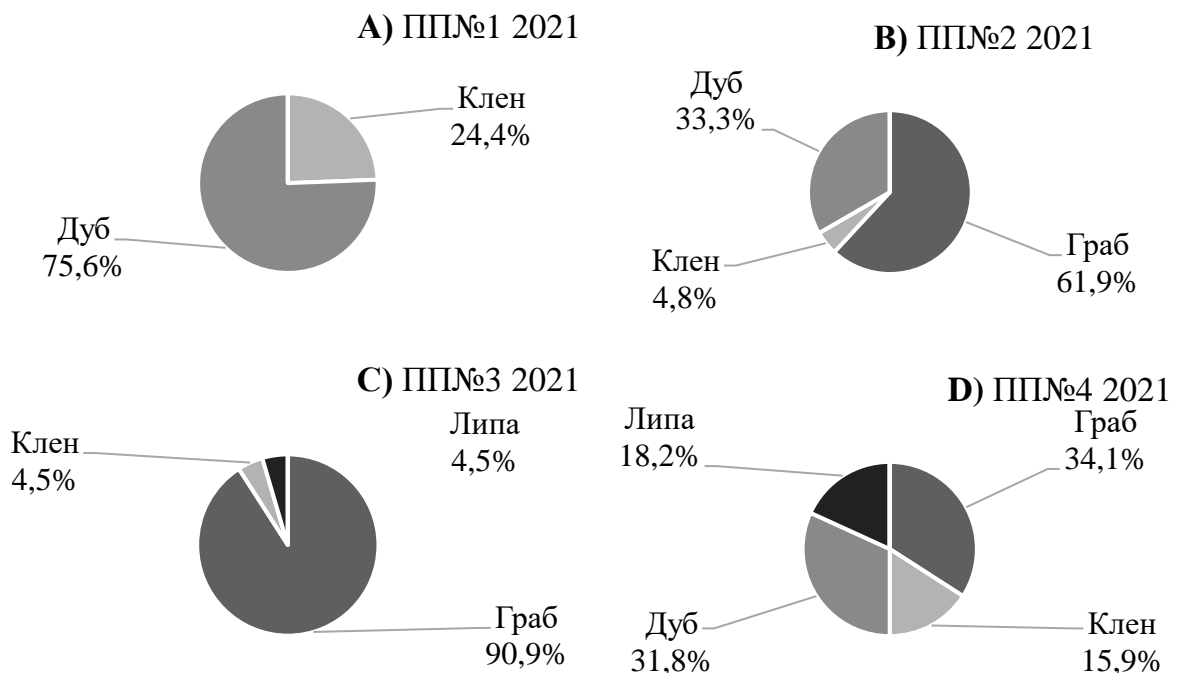 A) ПП№1 2021
Клен
24,4%
Дуб
75,6%
B) ПП№2 2021
Дуб
33,3%
Клен
4,8%
Граб
61,9%
C) ПП№3 2021
Клен
4,5%
Липа
4,5%
Граб
90,9%
D) ПП№4 2021
Липа
18,2%
Граб
34,1%
Дуб
31,8%
Клен
15,9%